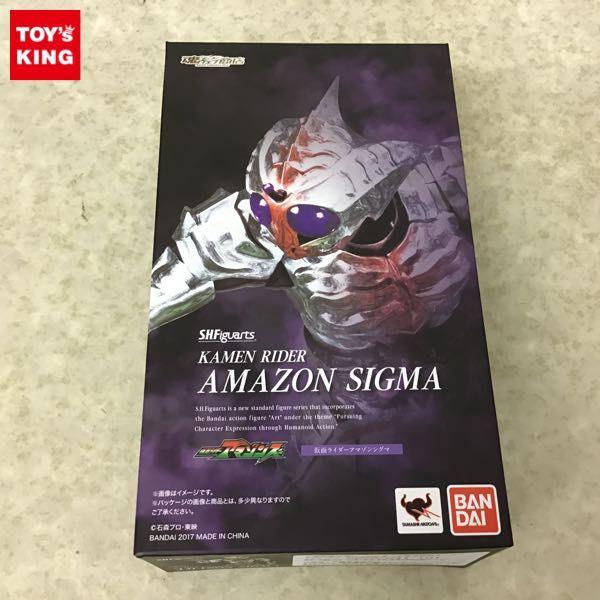 TOY'S
KING
魂ウェブ商店
S.H.Figuarts
KAMEN RIDER
AMAZON SIGMA
S.H.Figuarts is a new standard figure series that incorporates
the Bandai action figure "Art" under the theme "Pursuing
Character Expression through Humanoid Action."
仮面ライダーアマゾンズ
仮面ライダーアマゾンシグマ
※画像はイメージです。
※パッケージの画像と商品とは、多少異なりますので
ご了承ください。
©石森プロ・東映
BANDAI 2017 MADE IN CHINA
TAMASHII NATIONS
BAN
DAI